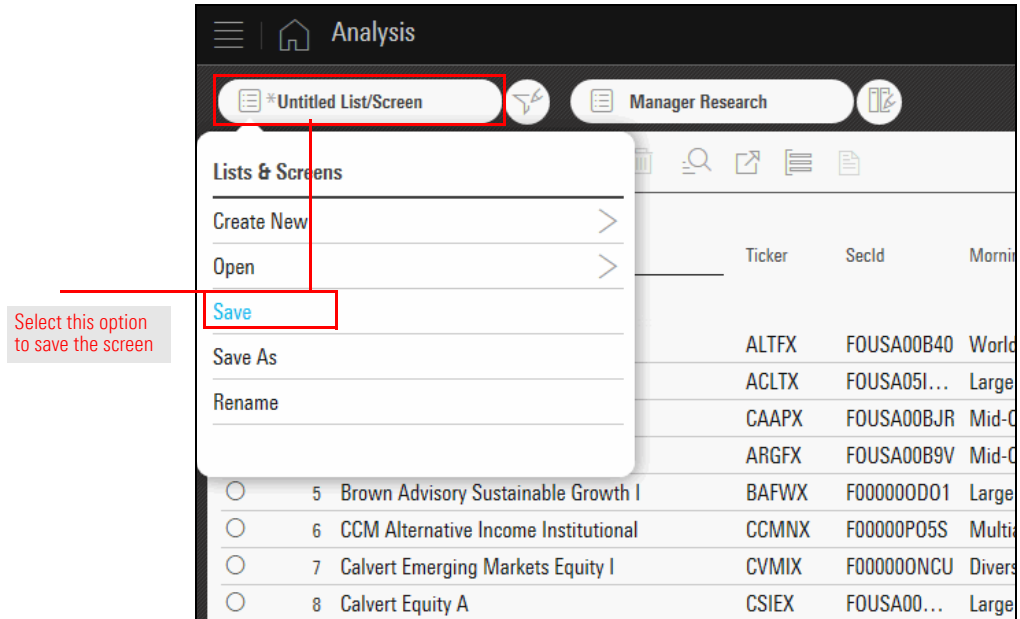 Analysis
*Untitled List/Screen
Manager Research
Lists & Screens
Create New
Open
Save
Save As
Rename
Select this option
to save the screen
Ticker SecId
ALTFX FOUSA00B40 World
ACLTX FOUSA05I... Large
CAAPX FOUSA00BJR Mid-C
ARGFX FOUSA00B9V Mid-C
5 Brown Advisory Sustainable Growth I BAFWX F00000OD01 Large
6 CCM Alternative Income Institutional CCMNX F00000PO5S Multia
7 Calvert Emerging Markets Equity I CVMIX F00000ONCU Divers
8 Calvert Equity A CSIEX FOUSA00... Large